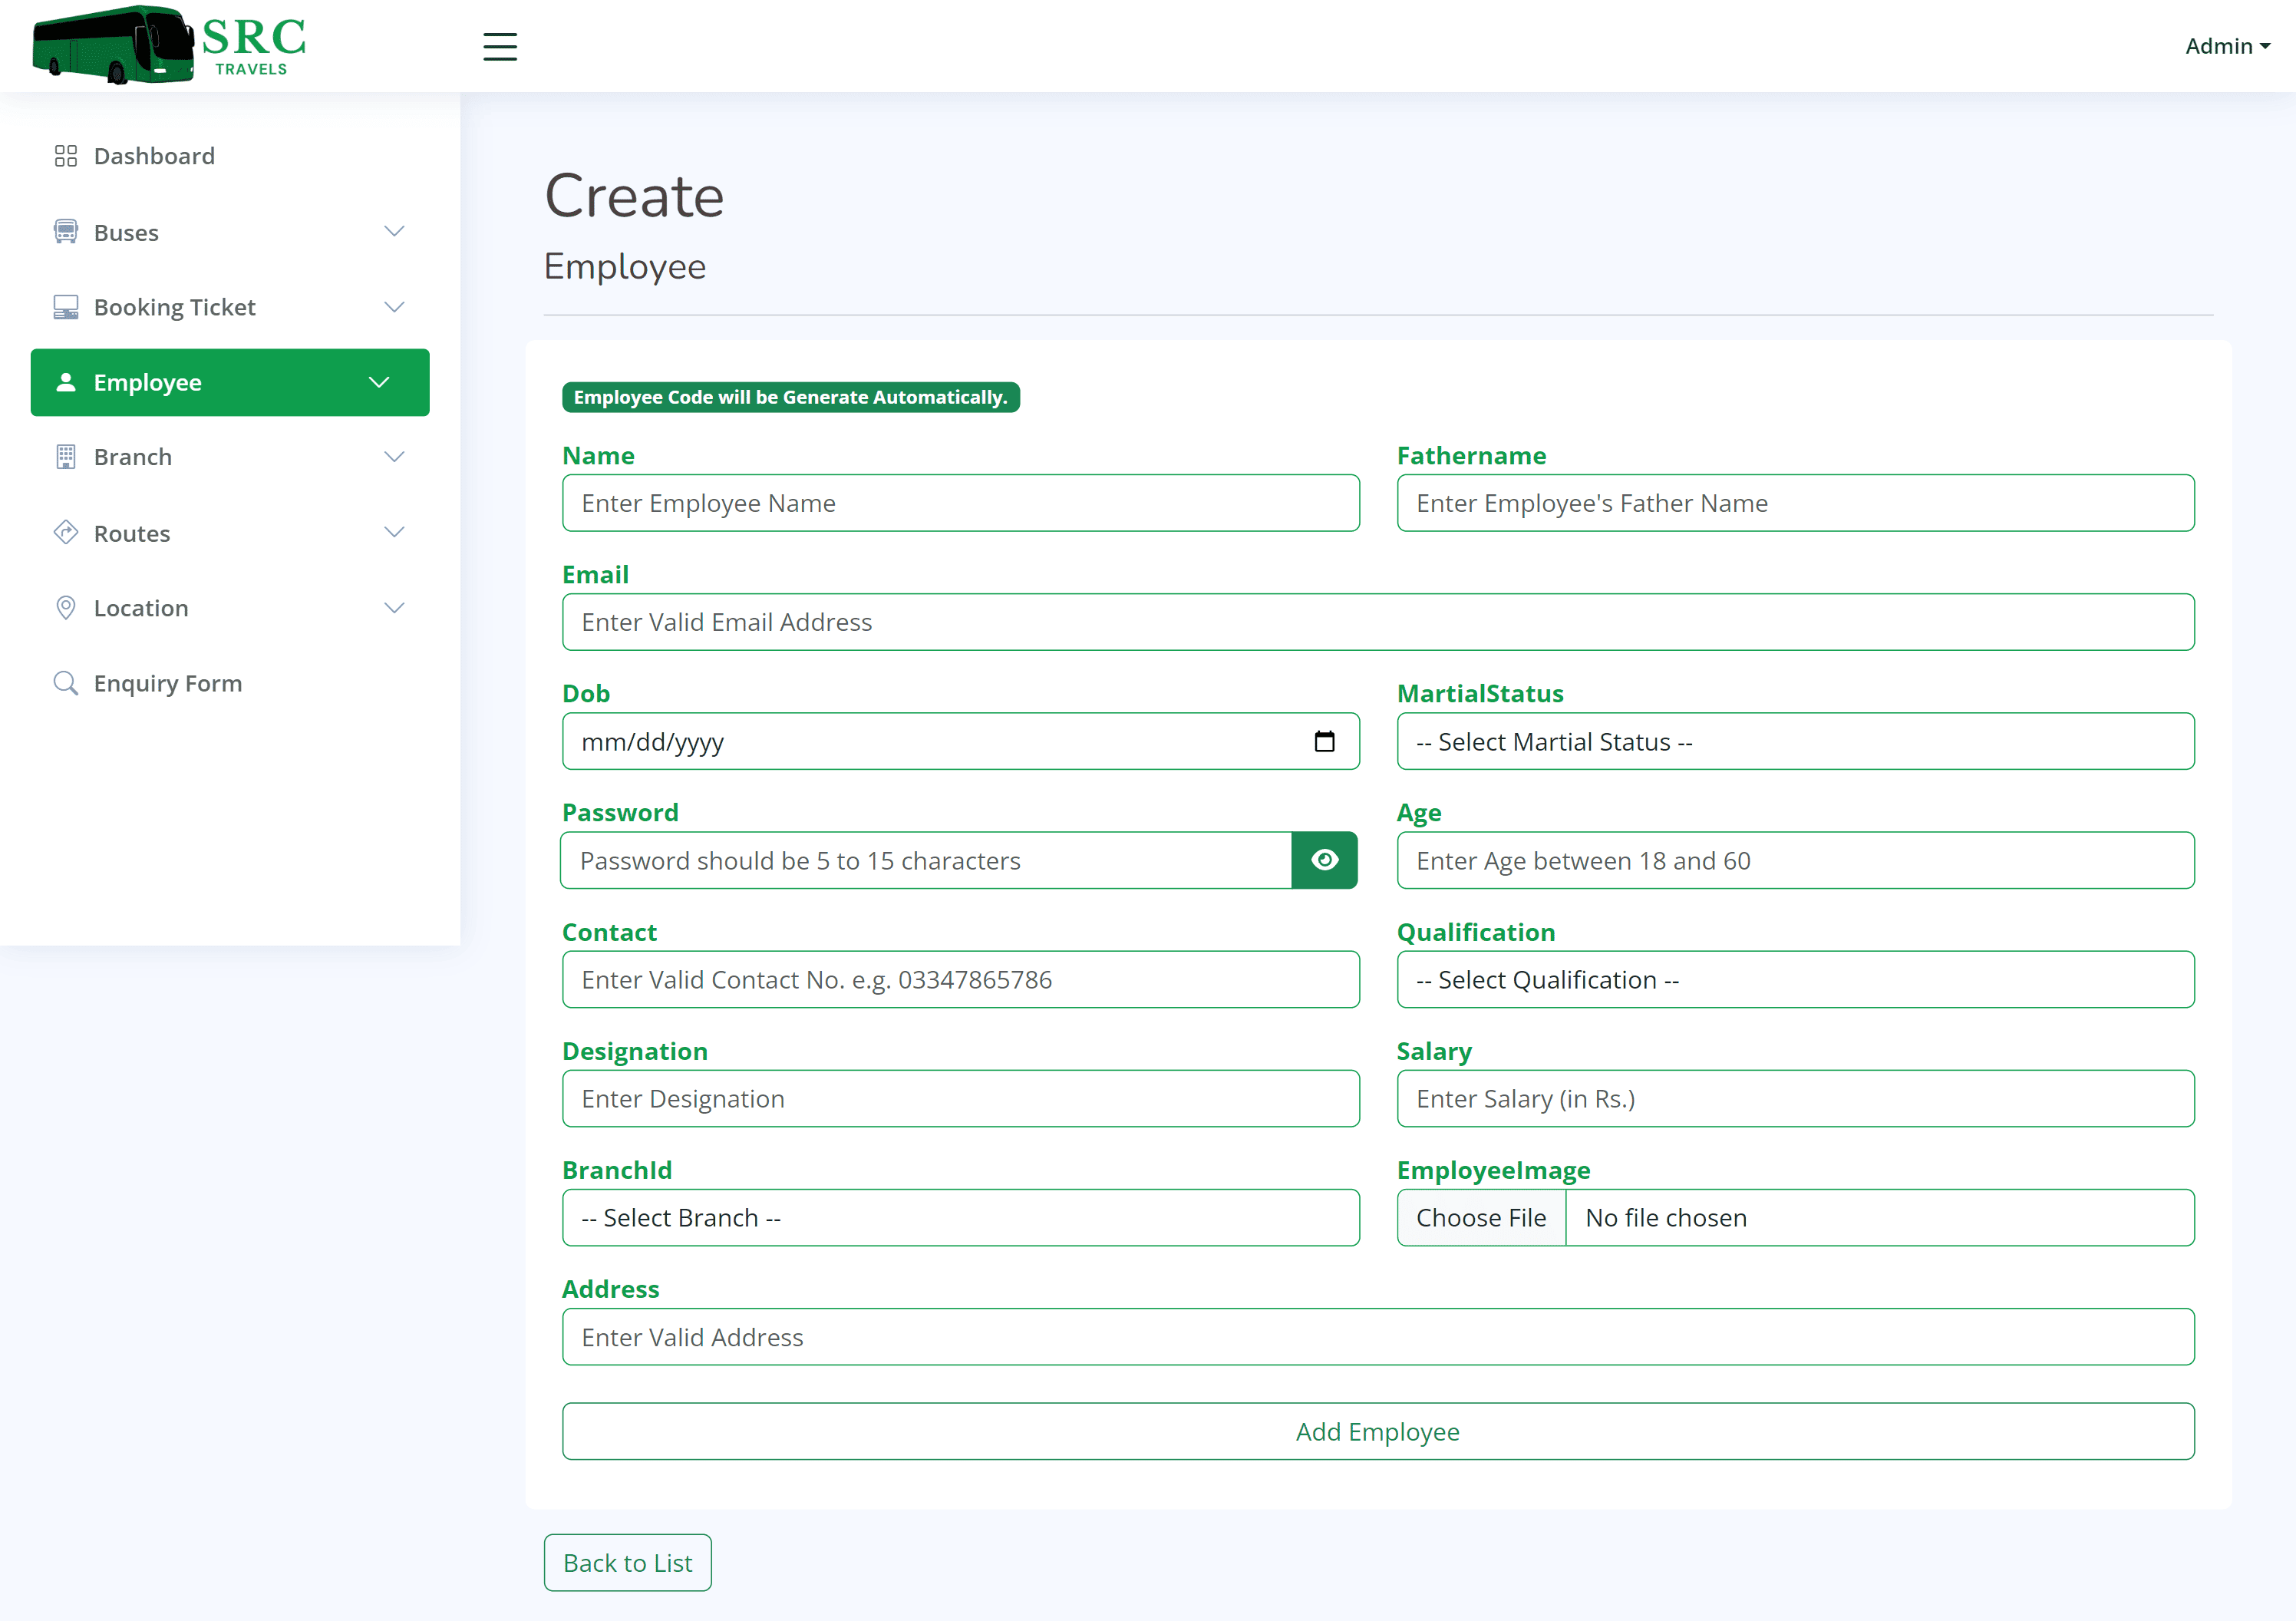 SRC
TRAVELS
Admin
Dashboard
Buses
Booking Ticket
Employee
Branch
Routes
Location
Enquiry Form
Create
Employee
Employee Code will be Generate Automatically.
Name
Enter Employee Name
Fathername
Enter Employee's Father Name
Email
Enter Valid Email Address
Dob
mm/dd/yyyy
MartialStatus
-- Select Martial Status --
Password
Password should be 5 to 15 characters
Age
Enter Age between 18 and 60
Contact
Enter Valid Contact No. e.g. 03347865786
Qualification
-- Select Qualification --
Designation
Enter Designation
Salary
Enter Salary (in Rs.)
BranchId
-- Select Branch --
EmployeeImage
Choose File No file chosen
Address
Enter Valid Address
Add Employee
Back to List